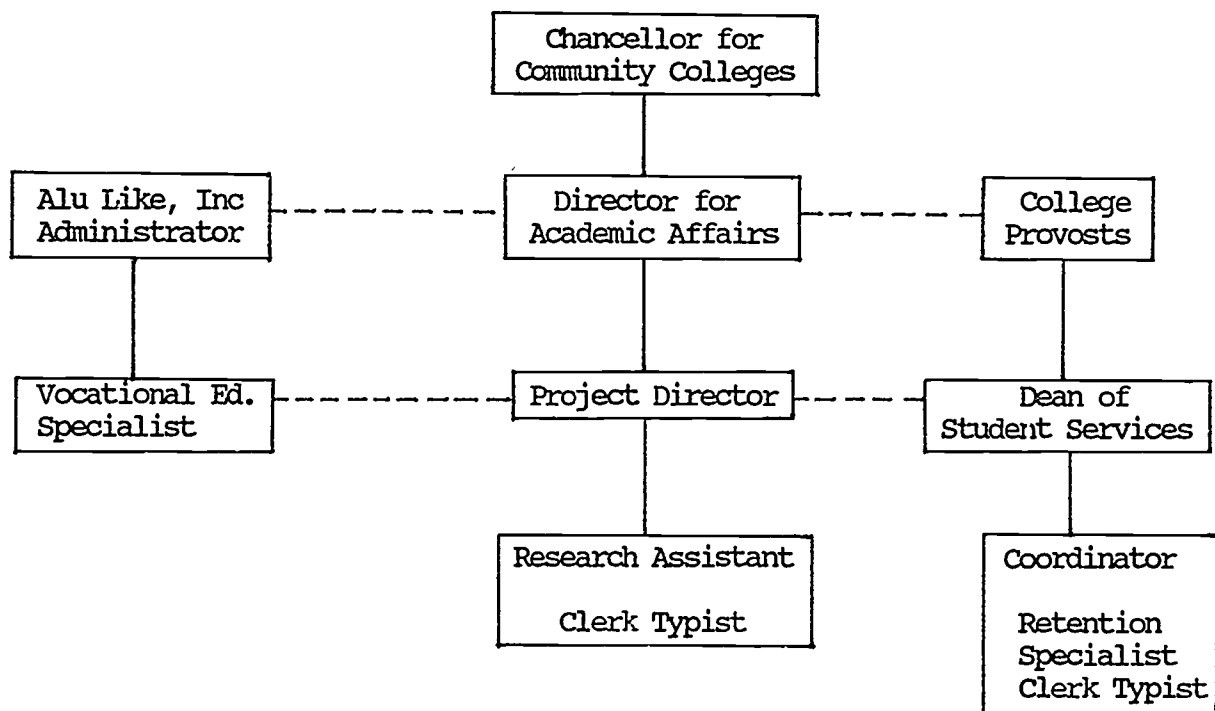 Chancellor for
Community Colleges
Alu Like, Inc
Administrator
Director for
Academic Affairs
College
Provosts
Vocational Ed.
Specialist
Project Director
Dean of
Student Services
Research Assistant
Clerk Typist
Coordinator
Retention
Specialist
Clerk Typist